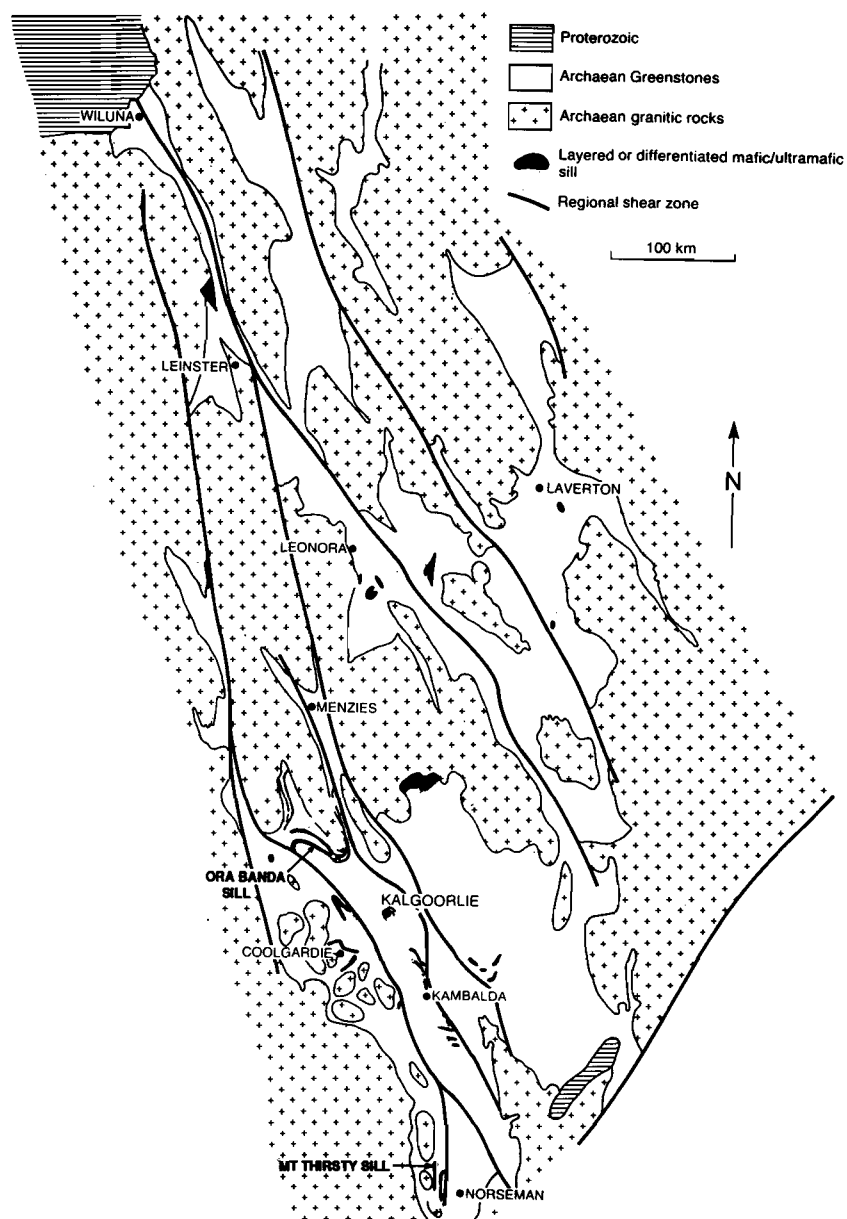 Proterozoic
Archaean Greenstones
Archaean granitic rocks
Layered or differentiated mafic/ultramafic
sill
Regional shear zone
100 km
WILUNA
LEINSTER
N
LAVERTON
LEONORA
MENZIES
ORA BANDA
SILL
KALGOORLIE
COOLGARDIE
KAMBALDA
MT THIRSTY SILL
NORSEMAN